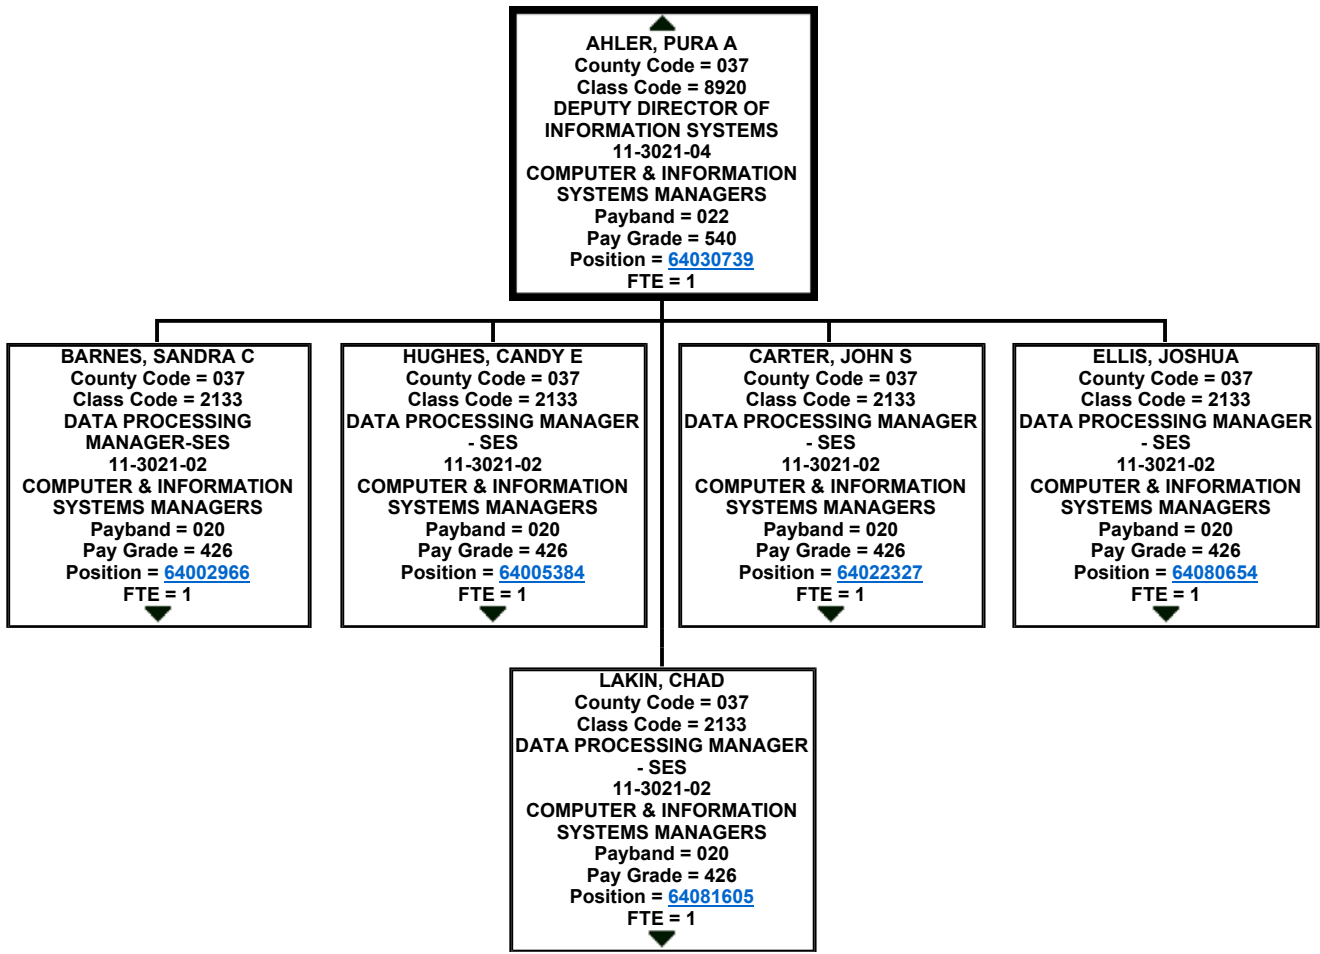 AHLER, PURA A
County Code = 037
Class Code = 8920
DEPUTY DIRECTOR OF
INFORMATION SYSTEMS
11-3021-04
COMPUTER & INFORMATION
SYSTEMS MANAGERS
Payband = 022
Pay Grade = 540
Position = 64030739
FTE = 1
BARNES, SANDRA C
County Code = 037
Class Code = 2133
DATA PROCESSING
MANAGER-SES
11-3021-02
COMPUTER & INFORMATION
SYSTEMS MANAGERS
Payband = 020
Pay Grade = 426
Position = 64002966
FTE = 1
HUGHES, CANDY E
County Code = 037
Class Code = 2133
DATA PROCESSING MANAGER
- SES
11-3021-02
COMPUTER & INFORMATION
SYSTEMS MANAGERS
Payband = 020
Pay Grade = 426
Position = 64005384
FTE = 1
CARTER, JOHN S
County Code = 037
Class Code = 2133
DATA PROCESSING MANAGER
- SES
11-3021-02
COMPUTER & INFORMATION
SYSTEMS MANAGERS
Payband = 020
Pay Grade = 426
Position = 64022327
FTE = 1
ELLIS, JOSHUA
County Code = 037
Class Code = 2133
DATA PROCESSING MANAGER
- SES
11-3021-02
COMPUTER & INFORMATION
SYSTEMS MANAGERS
Payband = 020
Pay Grade = 426
Position = 64080654
FTE = 1
LAKIN, CHAD
County Code = 037
Class Code = 2133
DATA PROCESSING MANAGER
- SES
11-3021-02
COMPUTER & INFORMATION
SYSTEMS MANAGERS
Payband = 020
Pay Grade = 426
Position = 64081605
FTE = 1